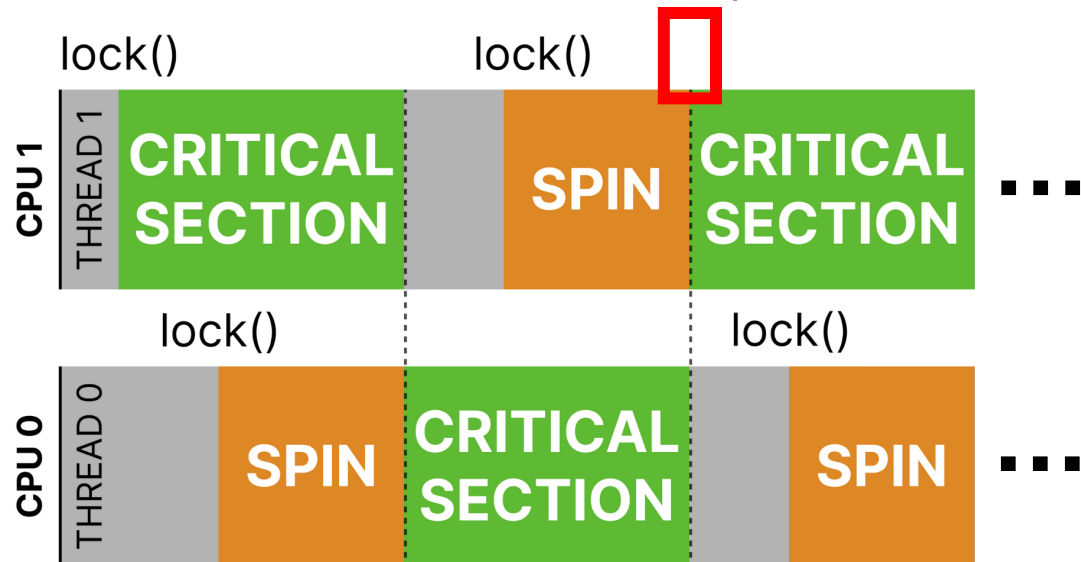 lock()
lock()
CPU 1
THREAD 1
CRITICAL
SECTION
SPIN
CRITICAL
SECTION
...
lock()
lock()
CPU 0
THREAD 0
SPIN
CRITICAL
SECTION
SPIN
...